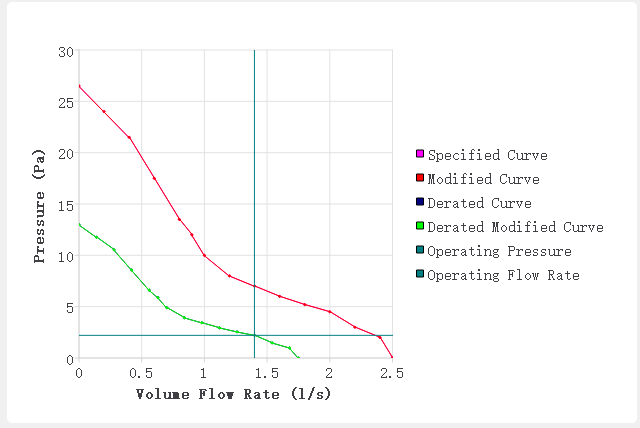 30
25
20
15
10
5
0
Pressure (Pa)
0 0.5 1 1.5 2 2.5
Volume Flow Rate (l/s)
Specified Curve
Modified Curve
Derated Curve
Derated Modified Curve
Operating Pressure
Operating Flow Rate